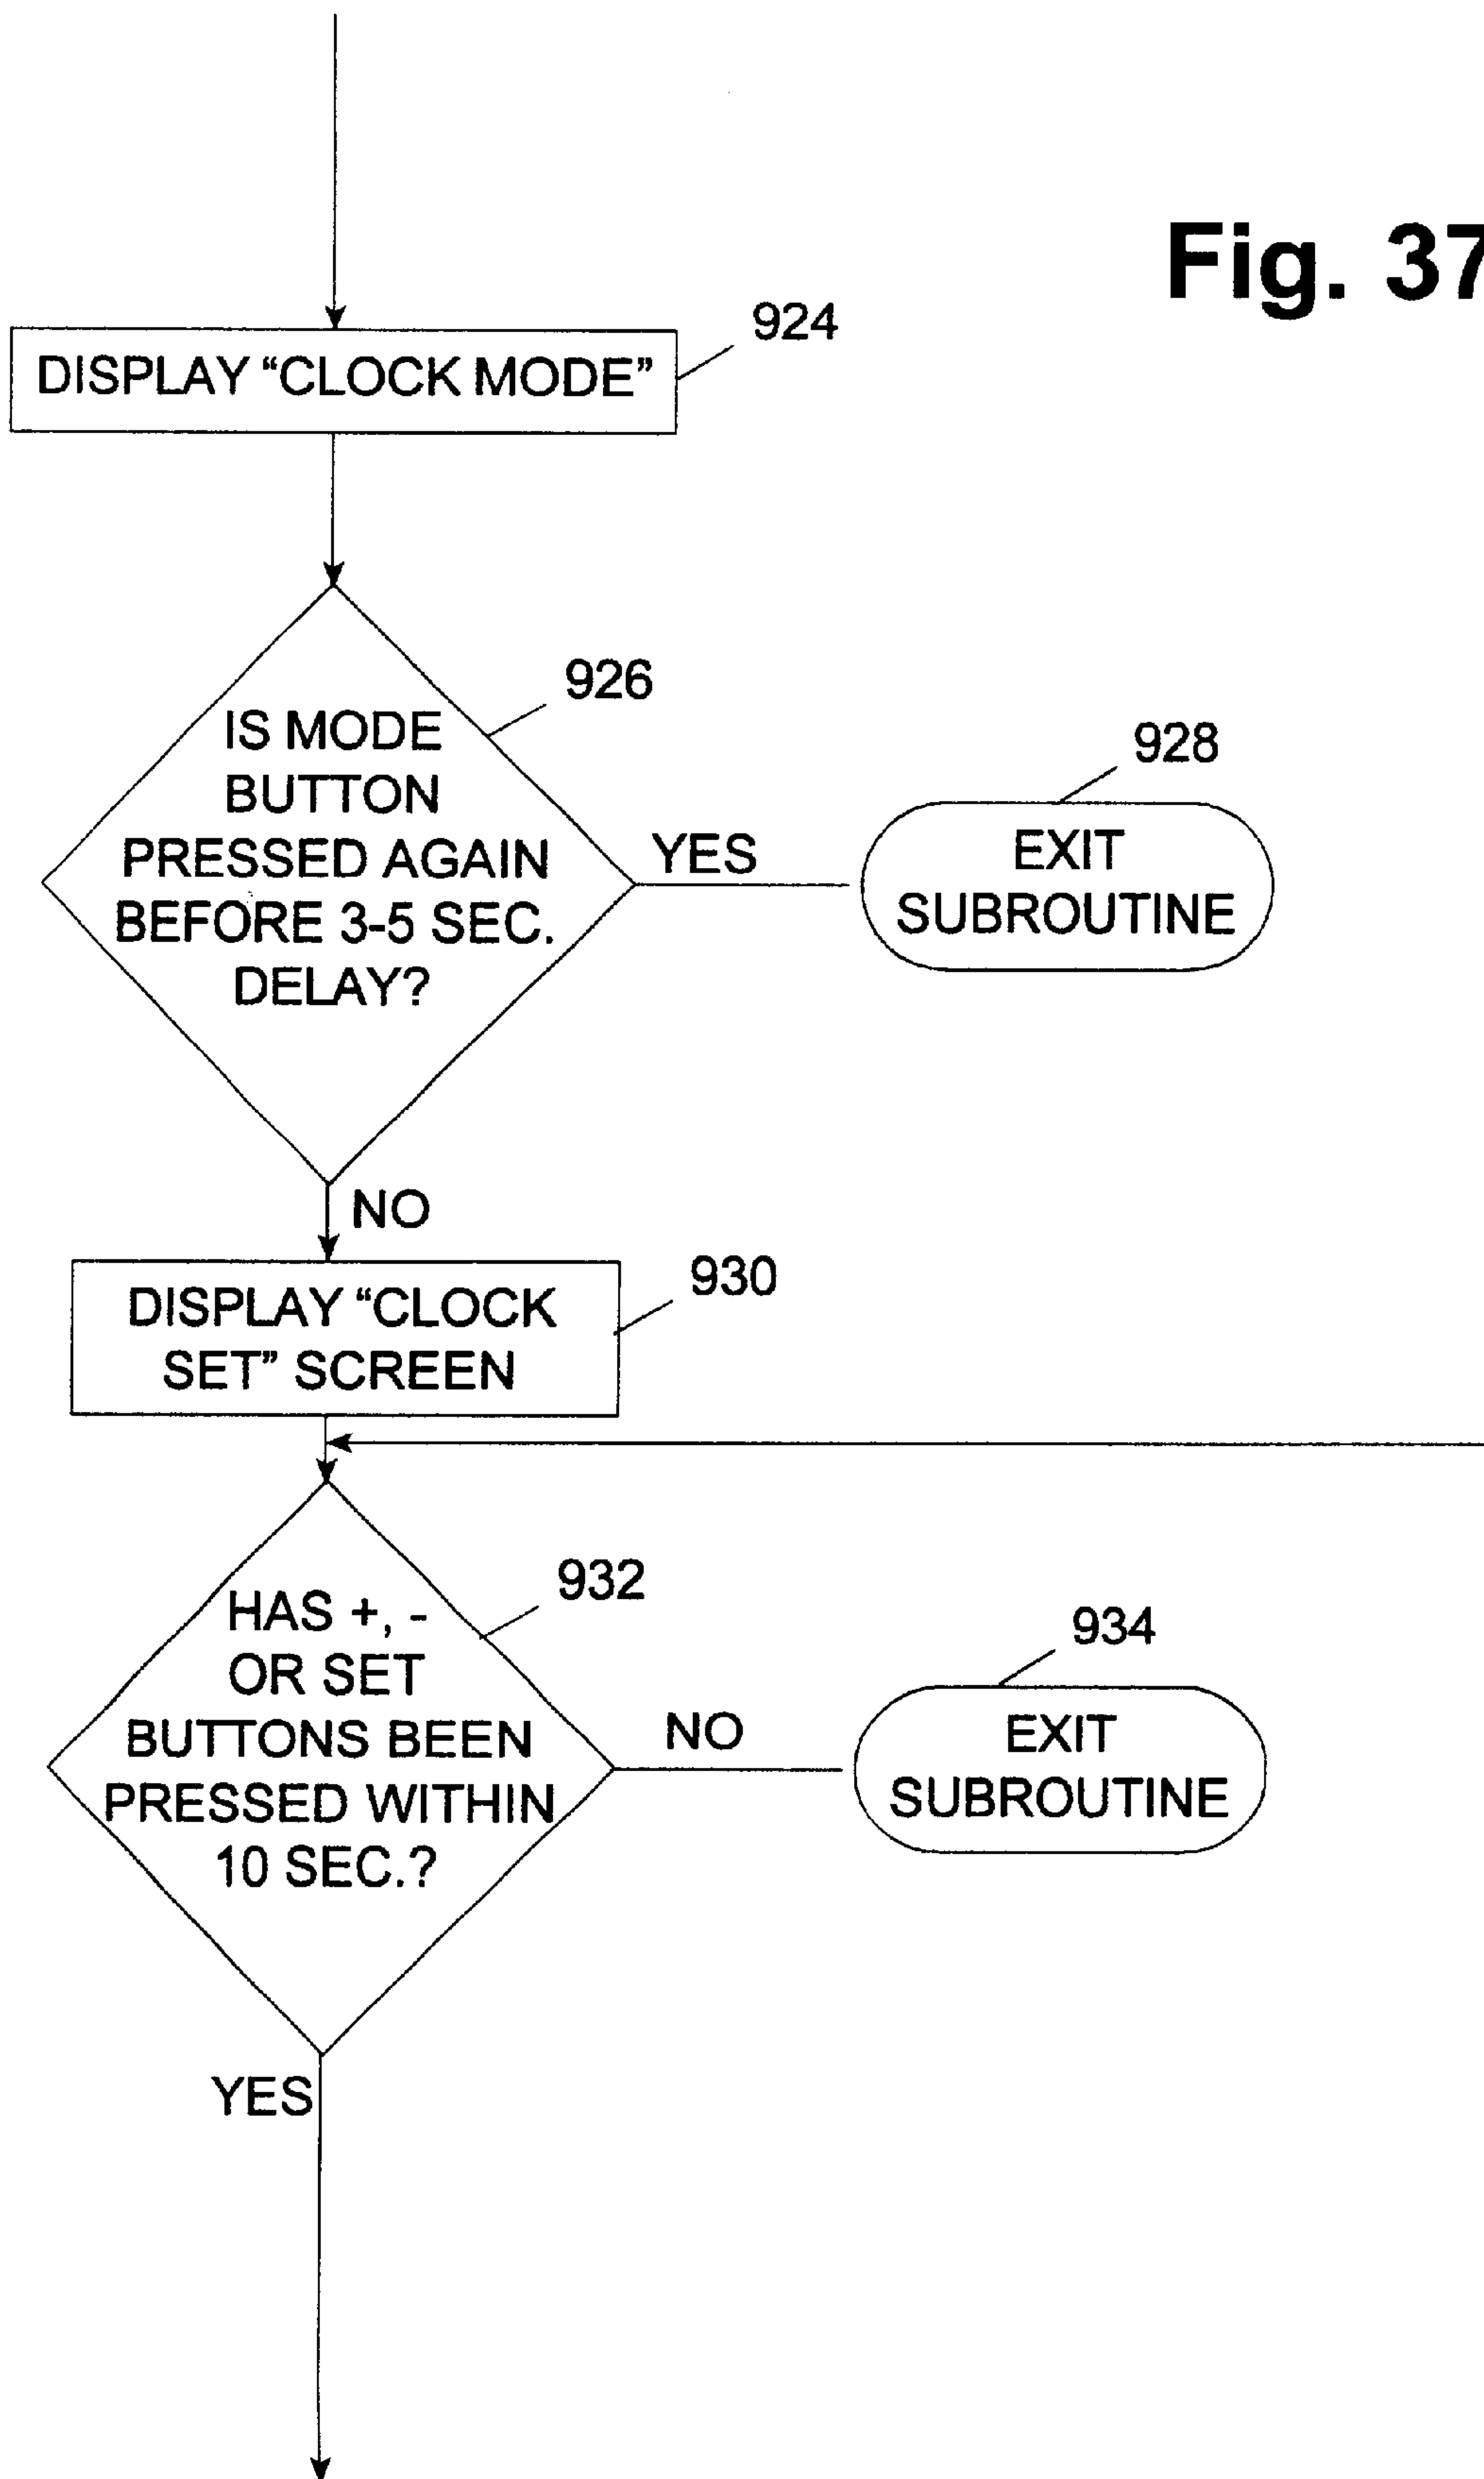 Fig. 37
924
DISPLAY “CLOCK MODE”
926
IS MODE
BUTTON
PRESSED AGAIN
BEFORE 3-5 SEC.
DELAY?
YES
928
EXIT
SUBROUTINE
NO
930
DISPLAY “CLOCK
SET” SCREEN
932
HAS +, -
OR SET
BUTTONS BEEN
PRESSED WITHIN
10 SEC.?
NO
934
EXIT
SUBROUTINE
YES